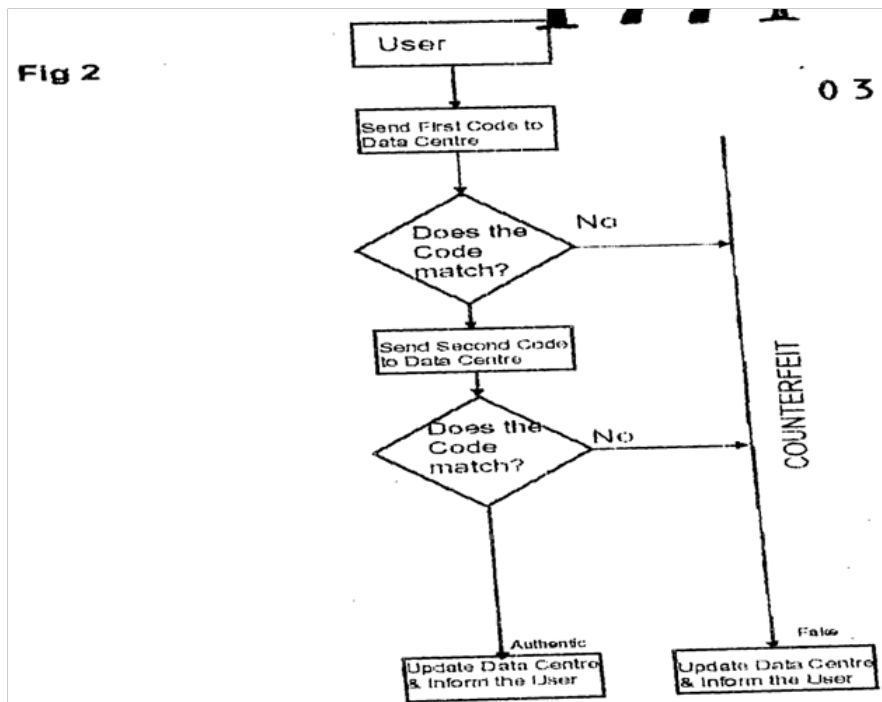 User
Fig 2
0 3
Send First Code to
Data Centre
Does the
Code
match?
No
Send Second Code
to Data Centre
Does the
Code
match?
No
COUNTERFEIT
Authentic
Update Data Centre
& Inform the User
Fake
Update Data Centre
& Inform the User